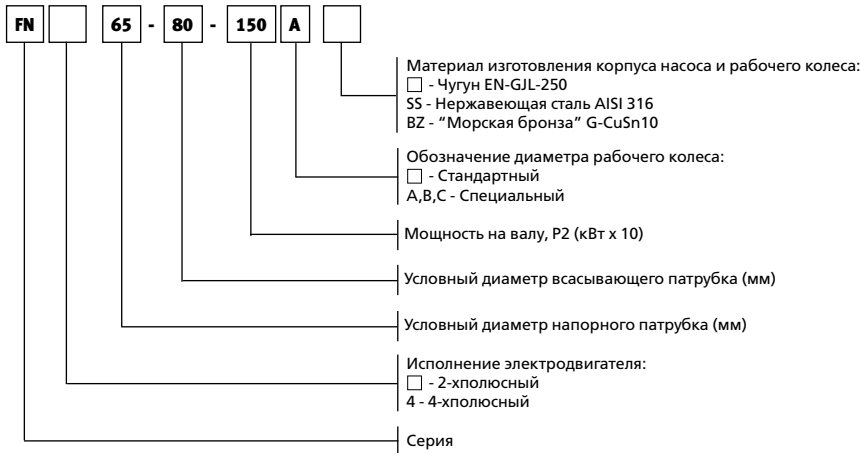 FN 65 - 80 - 150 A
Материал изготовления корпуса насоса и рабочего колеса:
□ - Чугун EN-GJL-250
SS - Нержавеющая сталь AISI 316
BZ - “Морская бронза” G-CuSn10
Обозначение диаметра рабочего колеса:
□ - Стандартный
A,B,C - Специальный
Мощность на валу, P2 (кВт x 10)
Условный диаметр всасывающего патрубка (мм)
Условный диаметр напорного патрубка (мм)
Исполнение электродвигателя:
□ - 2-хполюсный
4 - 4-хполюсный
Серия